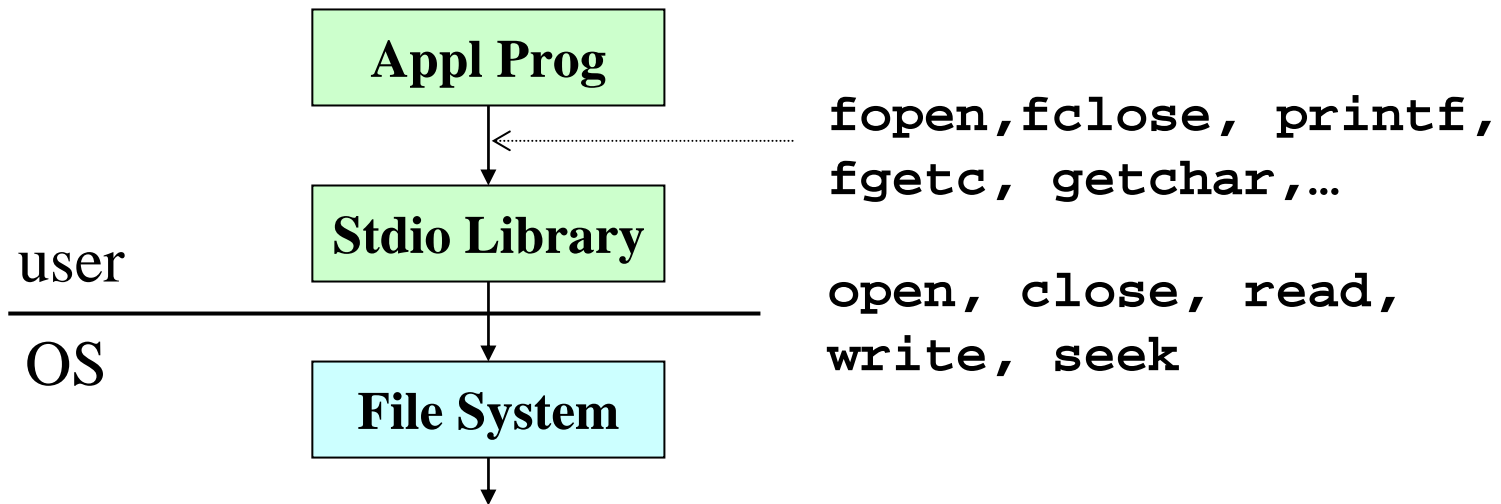 Appl Prog
fopen,fclose, printf,
fgetc, getchar,…
Stdio Library
user
open, close, read,
write, seek
OS
File System